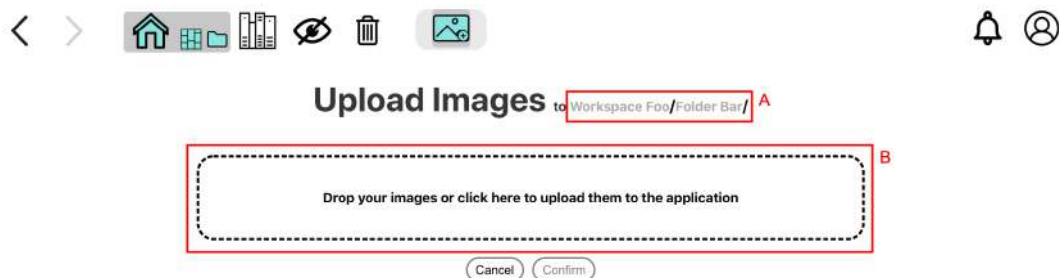 Upload Images to Workspace Foo/Folder Bar/ A
B
Drop your images or click here to upload them to the application
Cancel Confirm